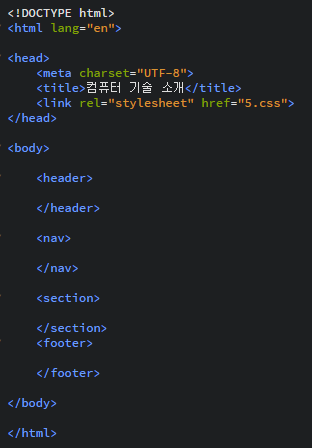 <!DOCTYPE html>
<html lang="en">
<head>
<meta charset="UTF-8">
<title>컴퓨터 기술 소개</title>
<link rel="stylesheet" href="5.css">
</head>
<body>
<header>
</header>
<nav>
</nav>
<section>
</section>
<footer>
</footer>
</body>
</html>